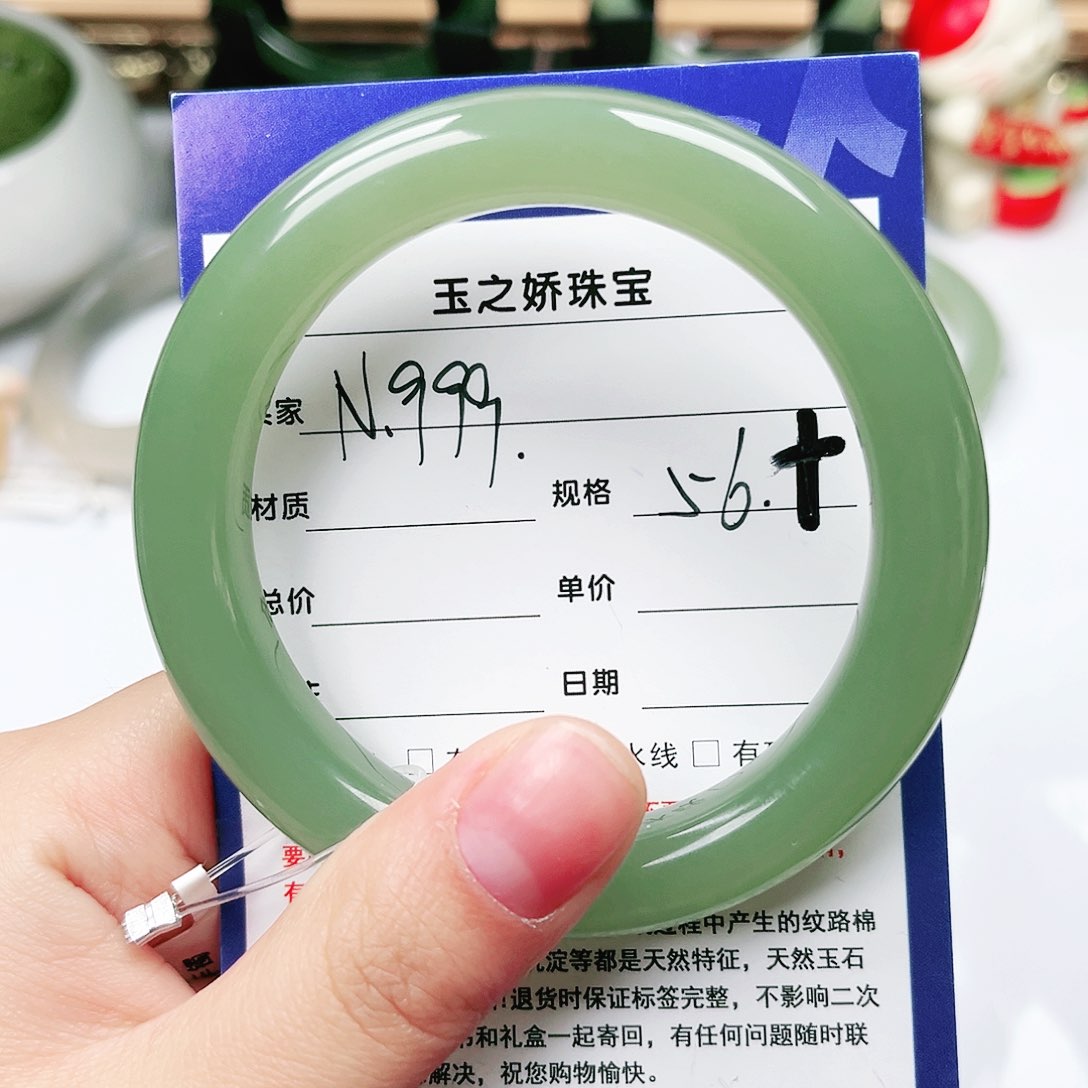 玉之娇珠宝
家 N.999.
材质 规格 56.+
总价 单价
日期
水线 □ 有
要
有
过程中产生的纹路棉
沉淀等都是天然特征，天然玉石
!退货时保证标签完整，不影响二次
和礼盒一起寄回，有任何问题随时联
解决，祝您购物愉快。